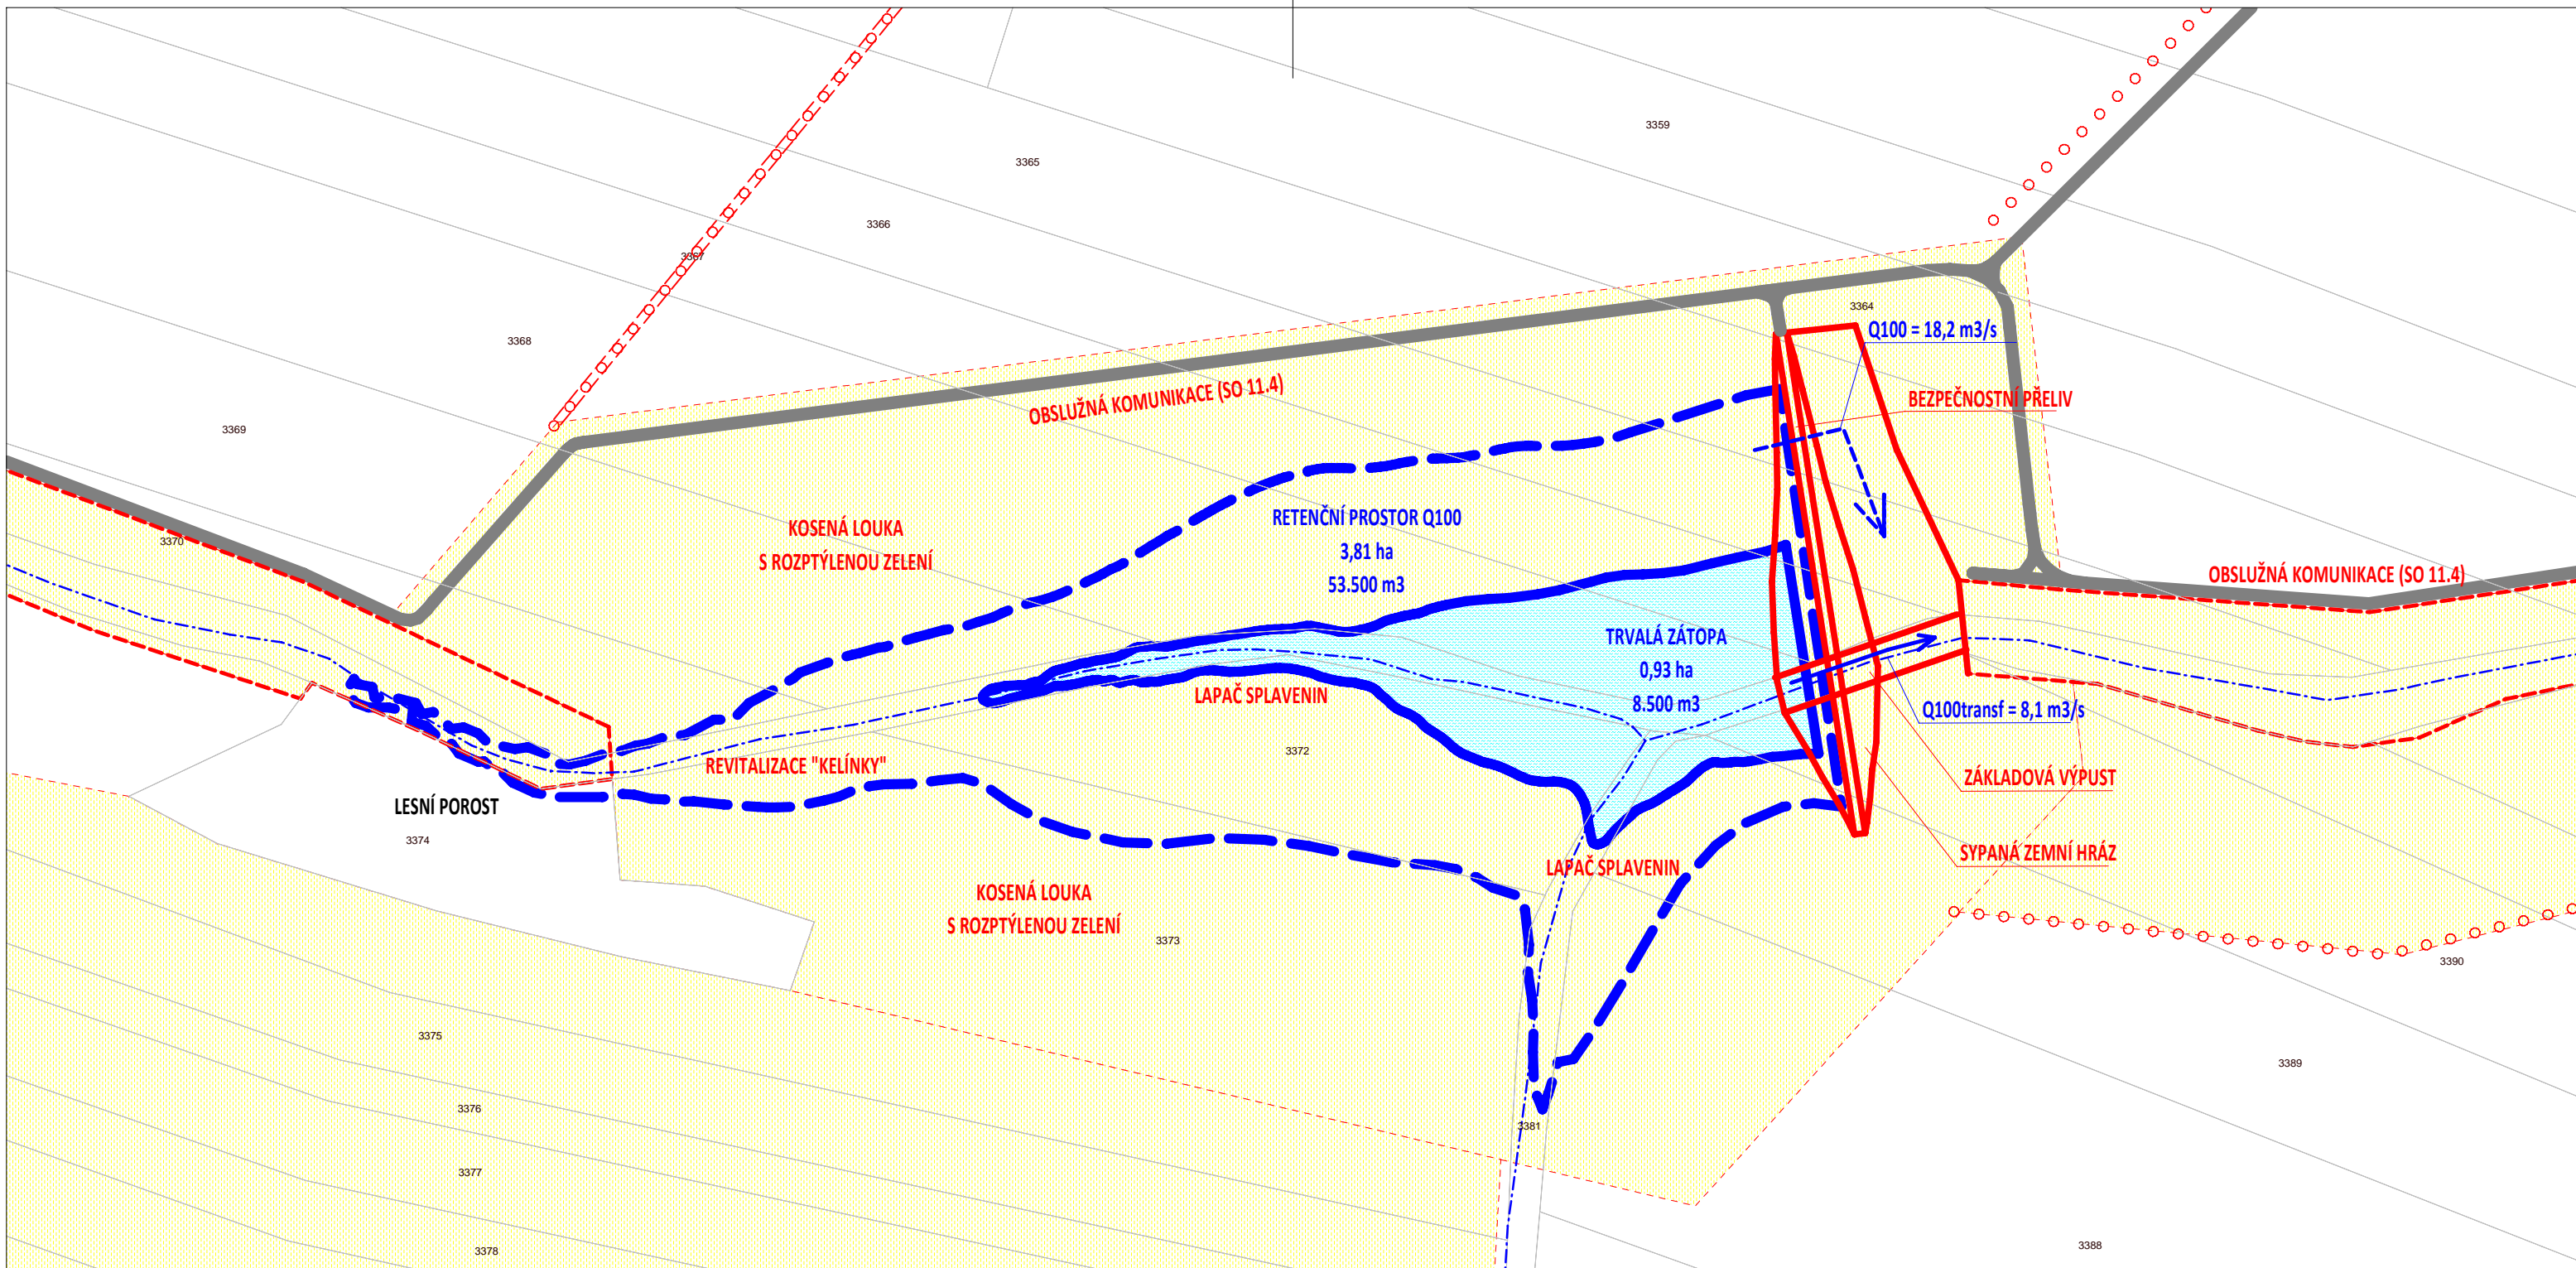 3359
3365
3366
3367
3364
Q100 = 18,2 m3/s
3368
OBSLUŽNÁ KOMUNIKACE (SO 11.4)
BEZPEČNOSTNÍ PŘELIV
3369
KOSENÁ LOUKA
S ROZPTÝLENOU ZELENÍ
RETENČNÍ PROSTOR Q100
3,81 ha
53.500 m3
3370
OBSLUŽNÁ KOMUNIKACE (SO 11.4)
TRVALÁ ZÁTOPA
0,93 ha
8.500 m3
LAPAČ SPLAVENIN
Q100transf = 8,1 m3/s
3372
REVITALIZACE "KELÍNKY"
ZÁKLADOVÁ VÝPUST
LESNÍ POROST
3374
SYPANÁ ZEMNÍ HRÁZ
LAPAČ SPLAVENIN
KOSENÁ LOUKA
S ROZPTÝLENOU ZELENÍ
3373
3390
3375
3389
3376
3381
3377
3388
3378